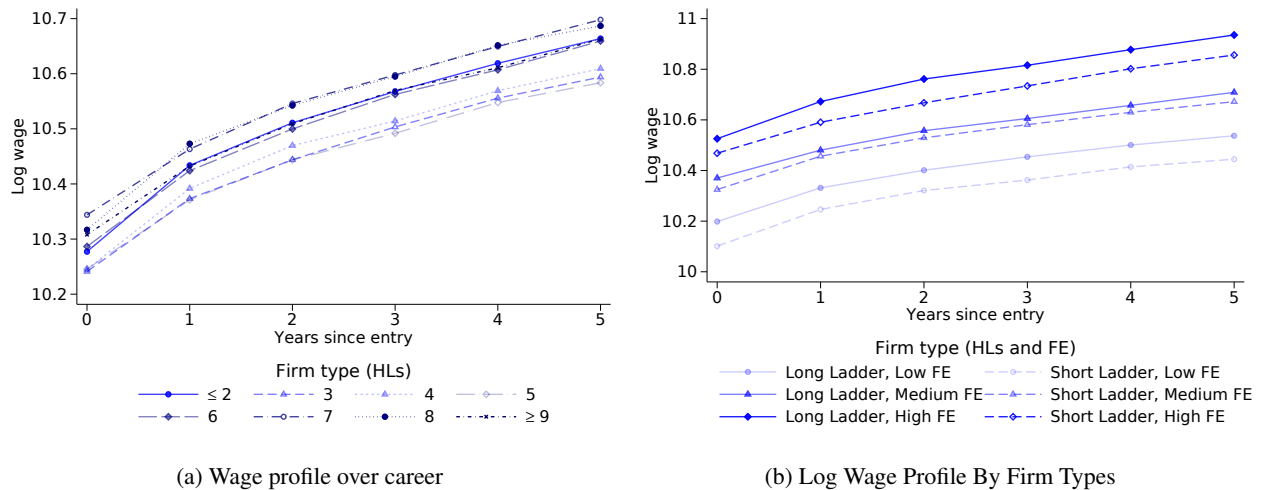 10.7
10.6
10.5
10.4
10.3
10.2
Log wage
0 1 2 3 4 5
Years since entry
Firm type (HLs)
≤ 2 3 4 5
6 7 8 ≥ 9
(a) Wage profile over career
11
10.8
10.6
10.4
10.2
10
Log wage
0 1 2 3 4 5
Years since entry
Firm type (HLs and FE)
Long Ladder, Low FE Short Ladder, Low FE
Long Ladder, Medium FE Short Ladder, Medium FE
Long Ladder, High FE Short Ladder, High FE
(b) Log Wage Profile By Firm Types